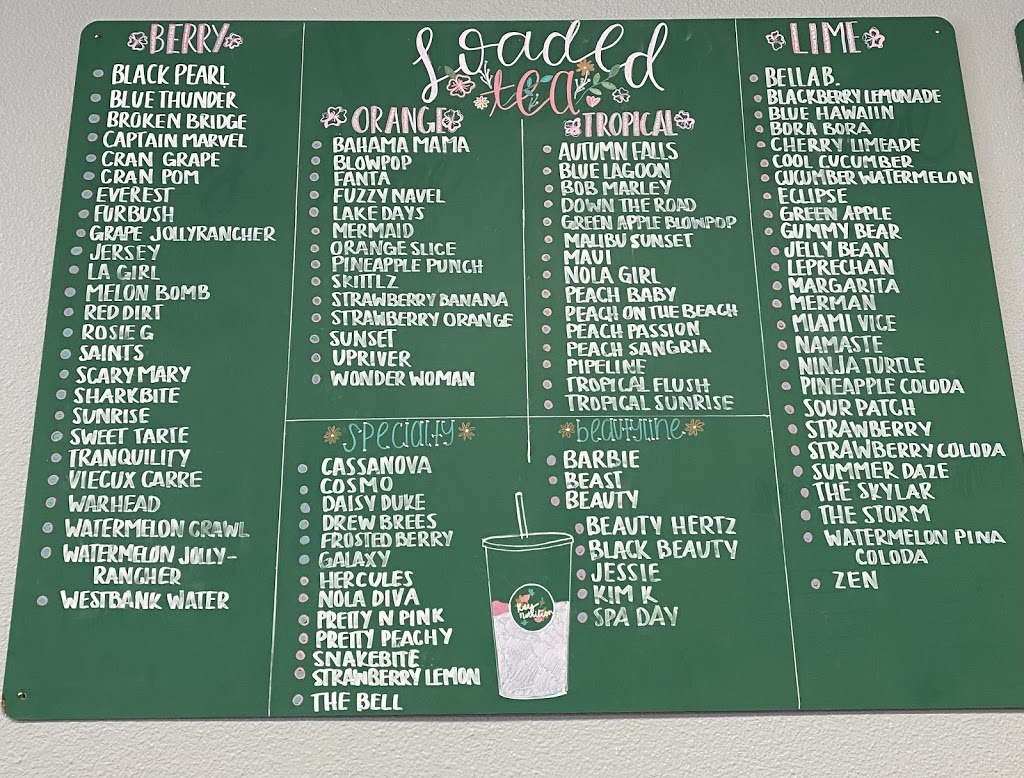 Loaded
tea
BERRY
BLACK PEARL
BLUE THUNDER
BROKEN BRIDGE
CAPTAIN MARVEL
CRAN GRAPE
CRAN POM
EVEREST
FURBUSH
GRAPE JOLLYRANCHER
JERSEY
LA GIRL
MELON BOMB
RED DIRT
ROSIE G
SAINTS
SCARY MARY
SHARKBITE
SUNRISE
SWEET TARTE
TRANQUILITY
VIECUX CARRE
WARHEAD
WATERMELON CRAWL
WATERMELON JOLLY-
RANGHER
WESTBANK WATER
ORANGE
BAHAMA MAMA
BLOWPOP
FANTA
FUZZY NAVEL
LAKE DAYS
MERMAID
ORANGE SLICE
PINEAPPLE PUNCH
SKITTLZ
STRAWBERRY BANANA
STRAWBERRY ORANGE
SUNSET
UPRIVER
WONDER WOMAN
TROPICAL
AUTUMN FALLS
BLUE LAGOON
BOB MARLEY
DOWN THE ROAD
GREEN APPLE BLOWPOP
MALIBU SUNSET
MAUI
NOLA GIRL
PEACH BABY
PEACH ON THE BEACH
PEACH PASSION
PEACH SANGRIA
PIPELINE
TROPICAL FLUSH
TROPICAL SUNRISE
SPECIALTY
CASSANOVA
COSMO
DAISY DUKE
DREW BREES
FROSTED BERRY
GALAXY
HERCULES
NOLA DIVA
PRETTY N PINK
PRETTY PEACHY
SNAKEBITE
STRAWBERRY LEMON
THE BELL
beautyline
BARBIE
BEAST
BEAUTY
BEAUTY HERTZ
BLACK BEAUTY
JESSIE
KIM K
SPA DAY
nutrition
LIME
BELLA B.
BLACKBERRY LEMONADE
BLUE HAWAIIN
BORA BORA
CHERRY LIMEADE
COOL CUCUMBER
CUCUMBER WATERMELON
ECLIPSE
GREEN APPLE
GUMMY BEAR
JELLY BEAN
LEPRECHAN
MARGARITA
MERMAN
MIAMI VICE
NAMASTE
NINJA TURTLE
PINEAPPLE COLODA
SOUR PATCH
STRAWBERRY
STRAWBERRY COLODA
SUMMER DAZE
THE SKYLAR
THE STORM
WATERMELON PINA
COLODA
ZEN